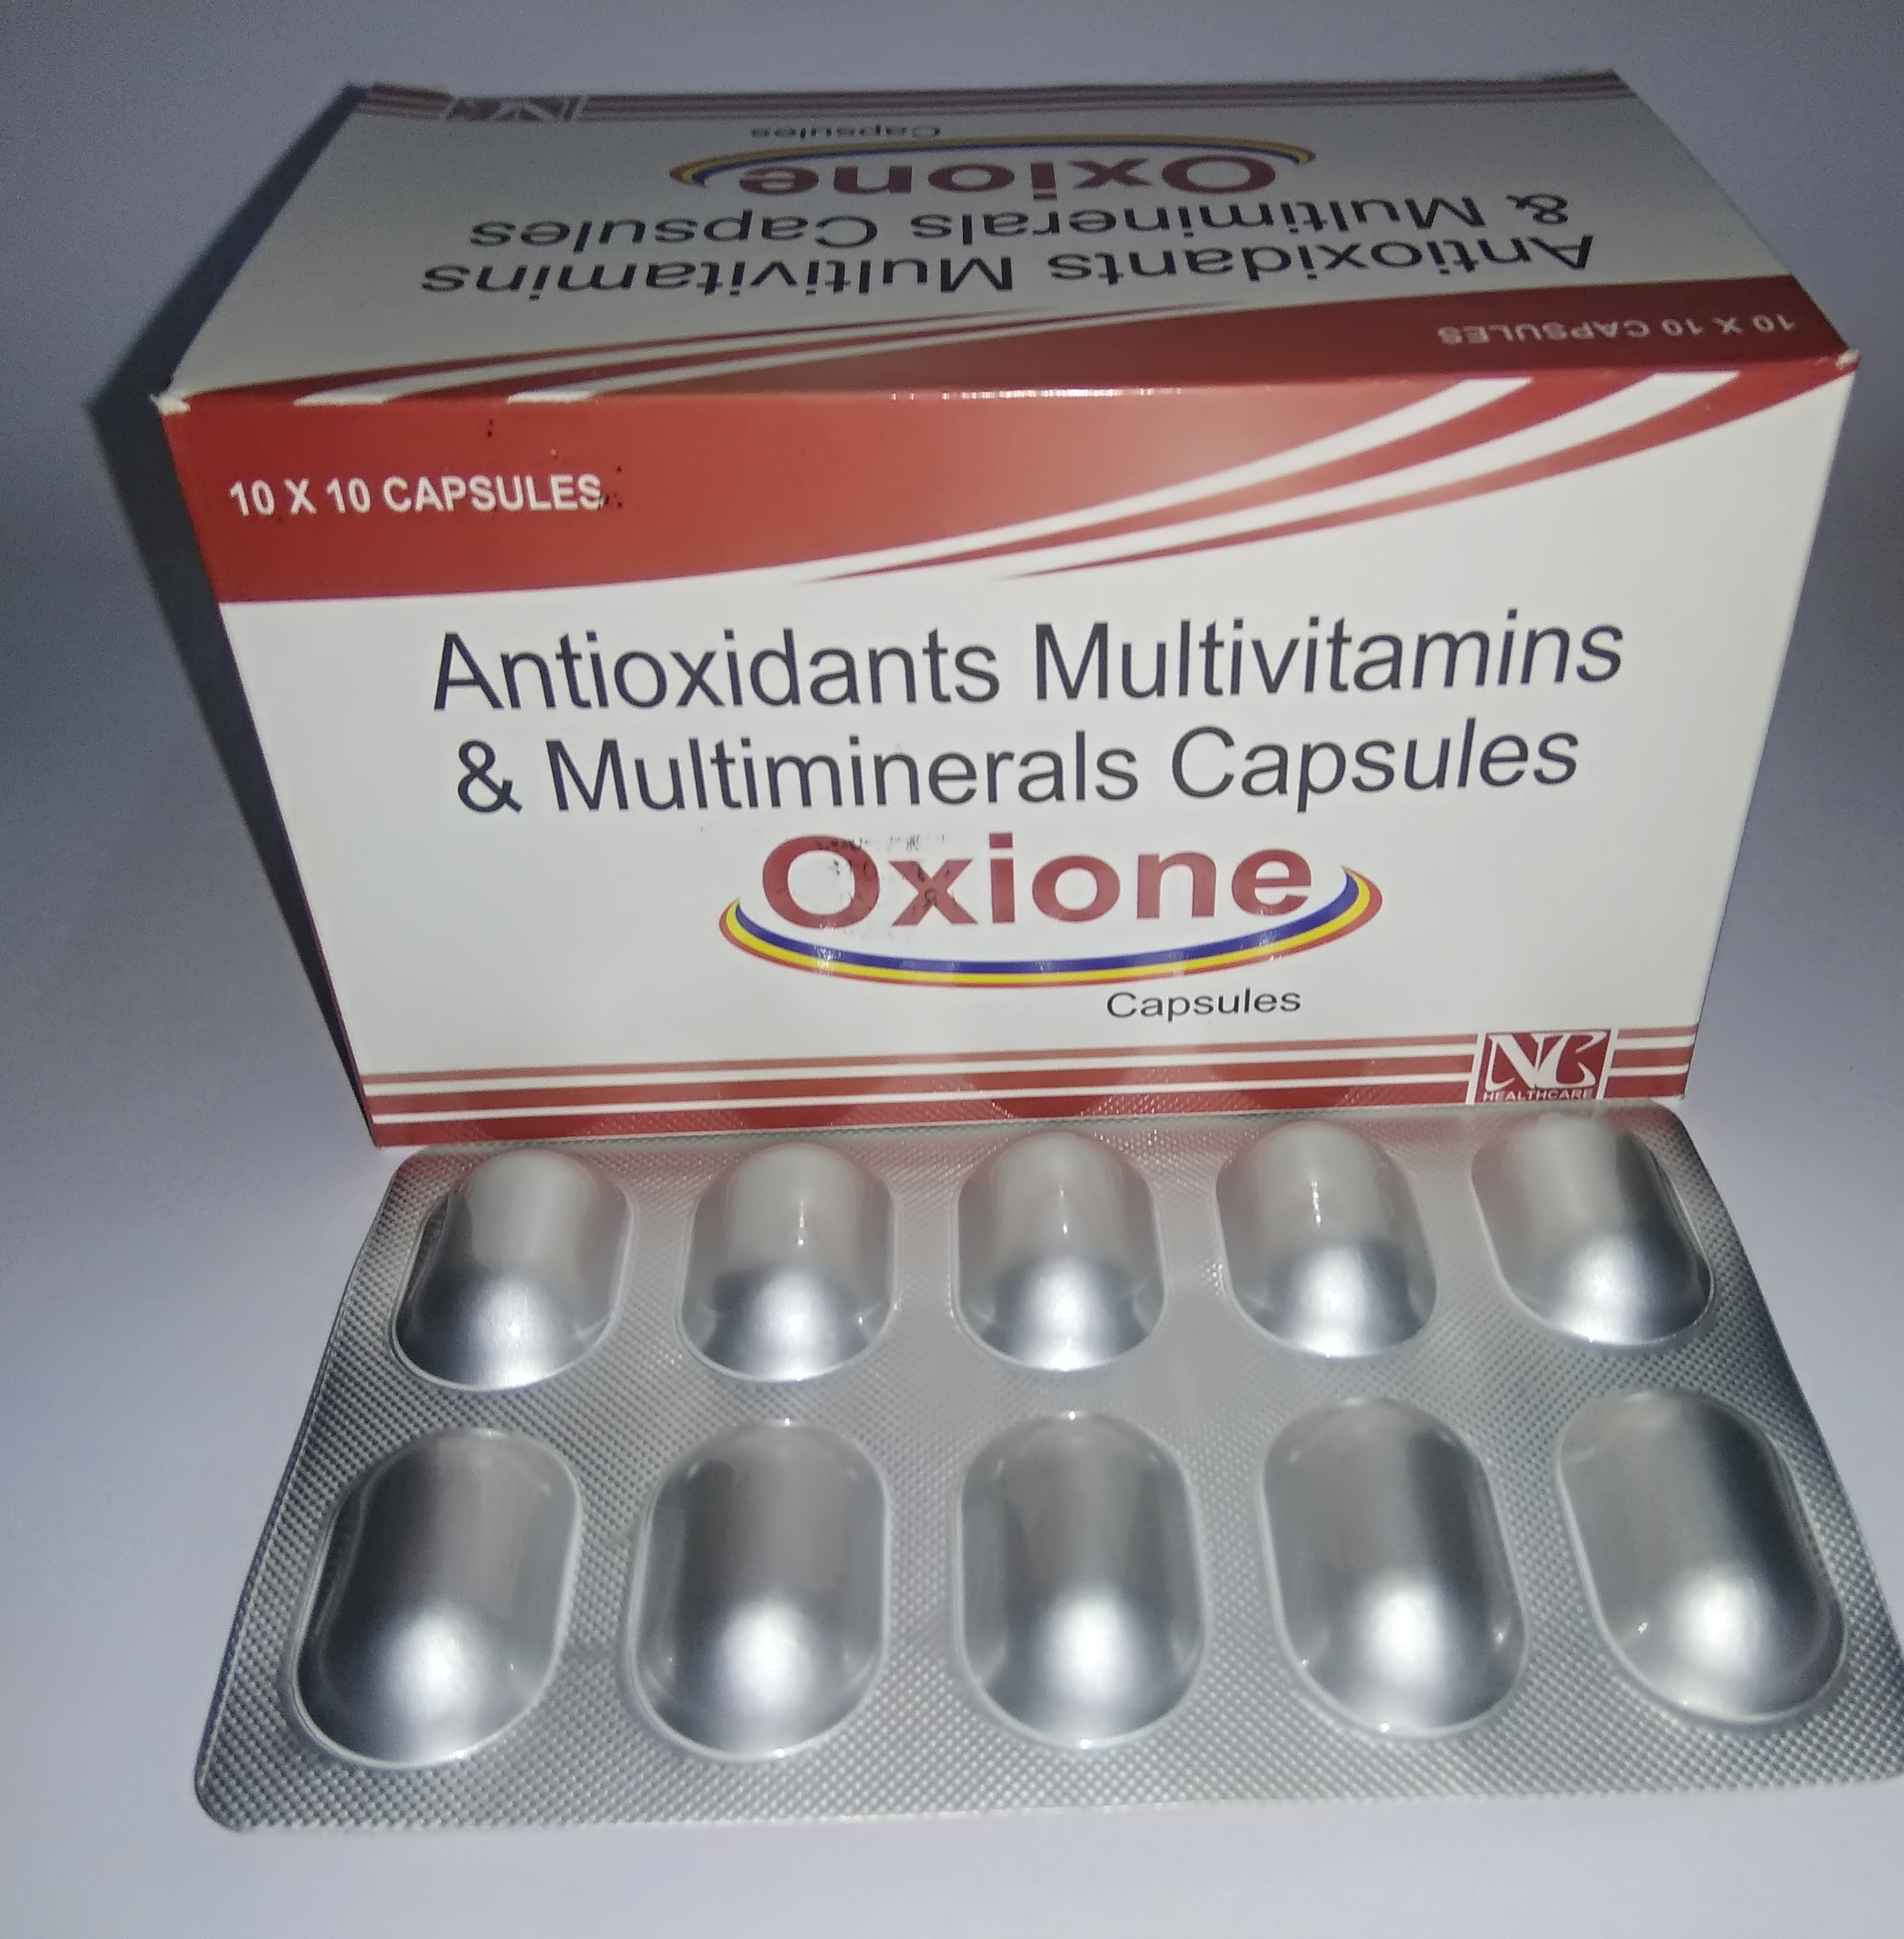 Capsules
Oxione
& Multiminerals Capsules
Antioxidants Multivitamins
10 X 10 CAPSULES
10 X 10 CAPSULES
Antioxidants Multivitamins
& Multiminerals Capsules
Oxione
Capsules
NC
HEALTHCARE